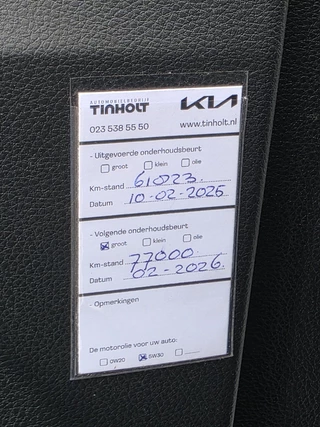 AUTOMOBIELBEDRIJF
TINHOLT KIA
023 538 55 50 www.tinholt.nl
- Uitgevoerde onderhoudsbeurt
groot klein olie
Km-stand 61023.
Datum 10-02-2025
- Volgende onderhoudsbeurt
groot klein olie
Km-stand 77000.
Datum 02-2026.
- Opmerkingen
De motorolie voor uw auto:
0W20 5W30